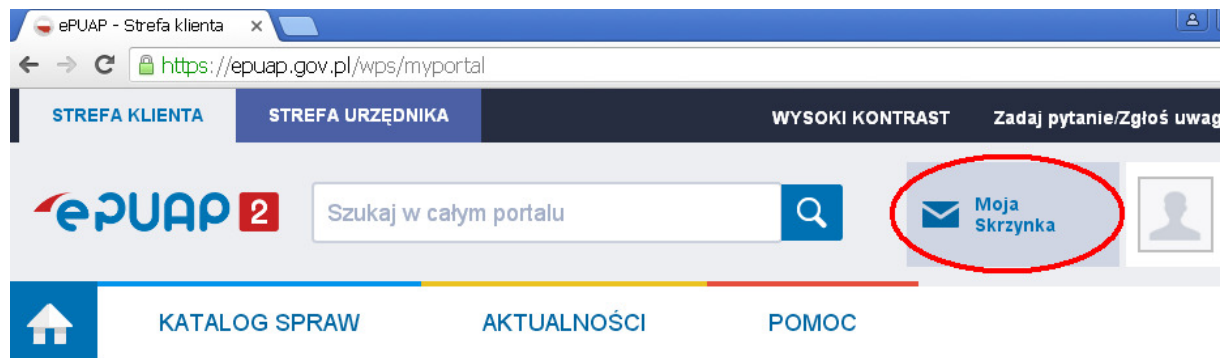 ePUAP - Strefa klienta
https://epuap.gov.pl/wps/myportal
STREFA KLIENTA STREFA URZĘDNIKA WYSOKI KONTRAST Zadaj pytanie/Zgłoś uwag
ePUAP 2
Szukaj w całym portalu
Moja
Skrzynka
KATALOG SPRAW AKTUALNOŚCI POMOC